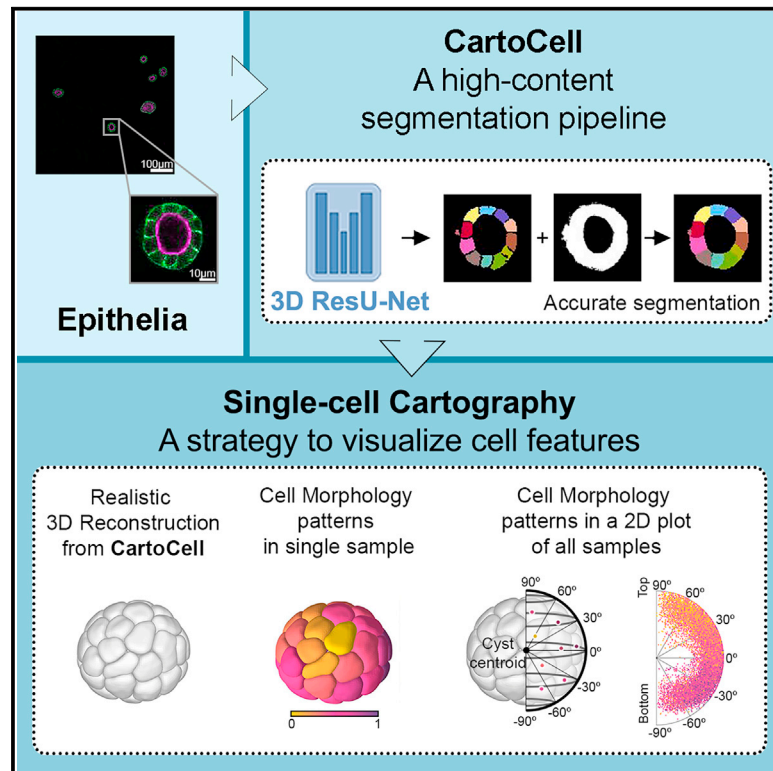 100µm
10µm
Epithelia
CartoCell
A high-content
segmentation pipeline
3D ResU-Net
+
Accurate segmentation
Single-cell Cartography
A strategy to visualize cell features
Realistic
3D Reconstruction
from CartoCell
Cell Morphology
patterns
in single sample
0 1
Cell Morphology
patterns in a 2D plot
of all samples
90º
60º
30º
0º
-30º
-60º
-90º
Cyst
centroid
Top
Bottom
90º
60º
30º
0º
-30º
-60º
-90º